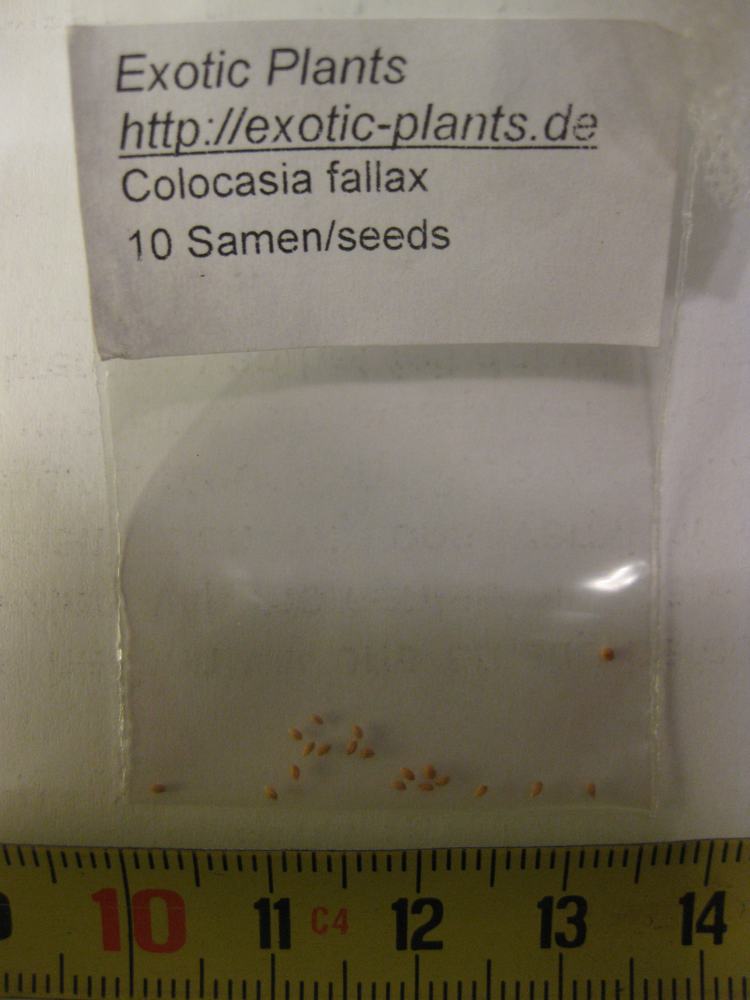 Exotic Plants
http://exotic-plants.de
Colocasia fallax
10 Samen/seeds
10 11 C4 12 13 14